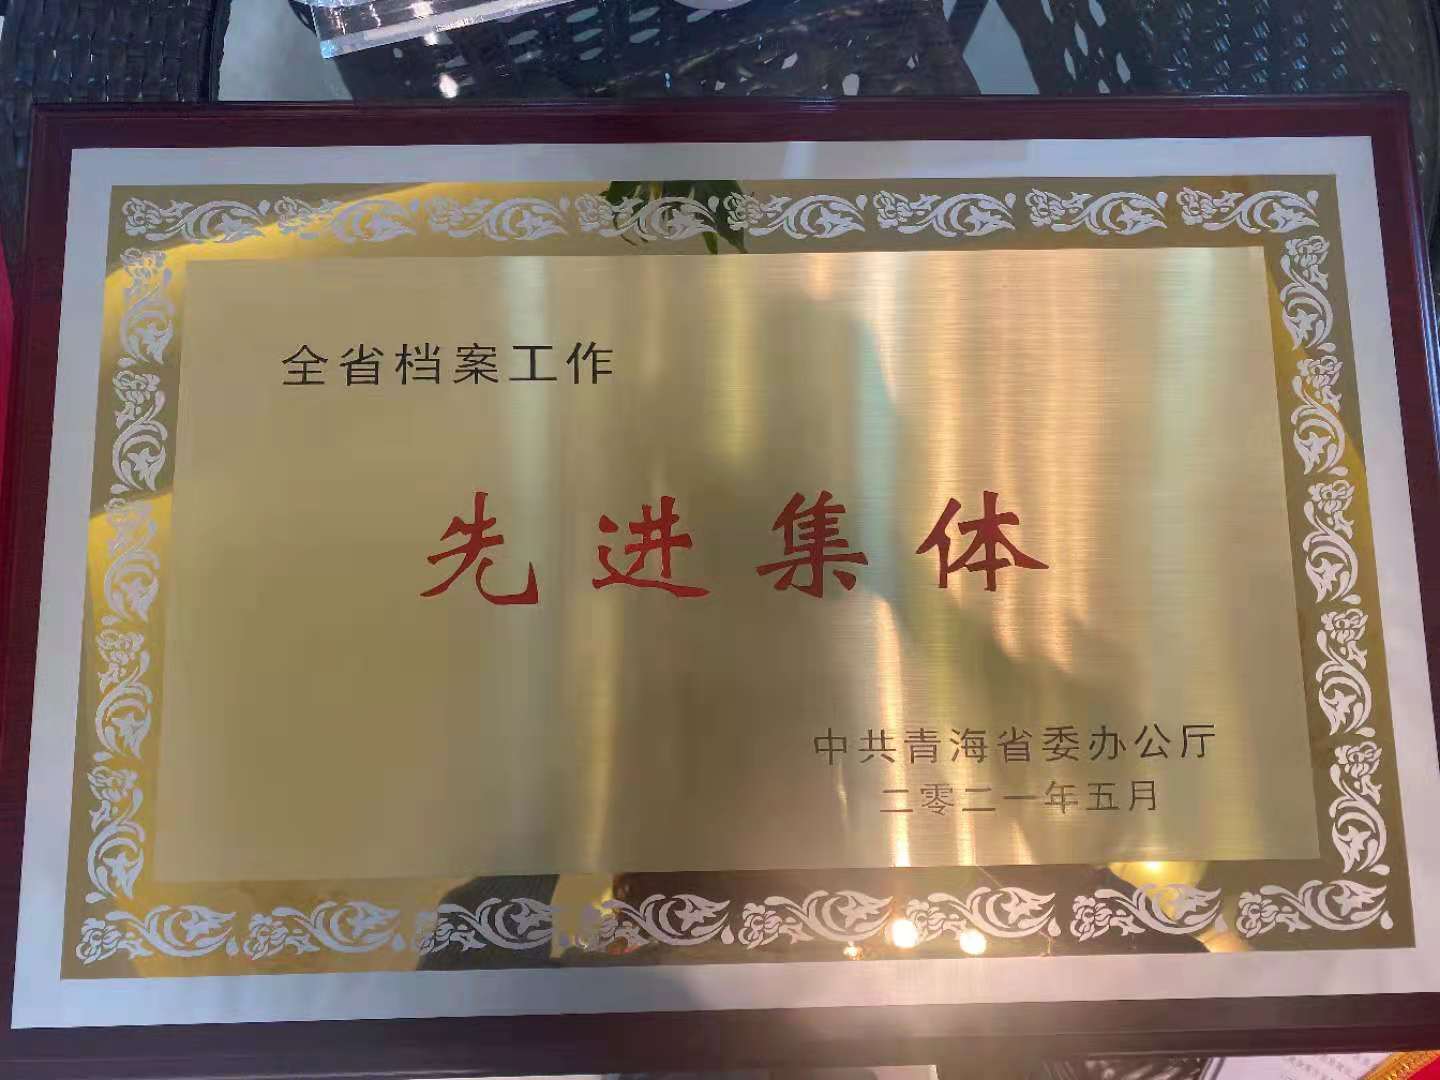 全省档案工作
先进集体
中共青海省委办公厅
二零二一年五月